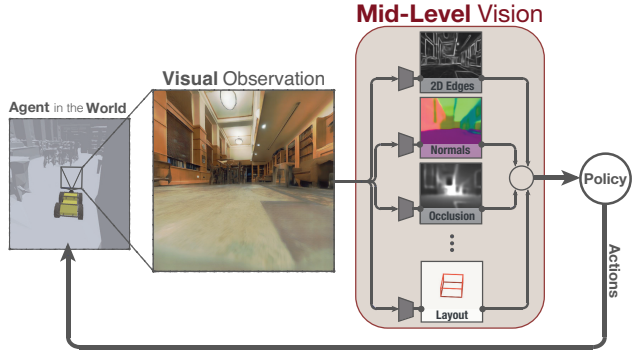 Mid-Level Vision
Visual Observation
Agent in the World
2D Edges
Normals
Occlusion
Layout
Policy
Actions